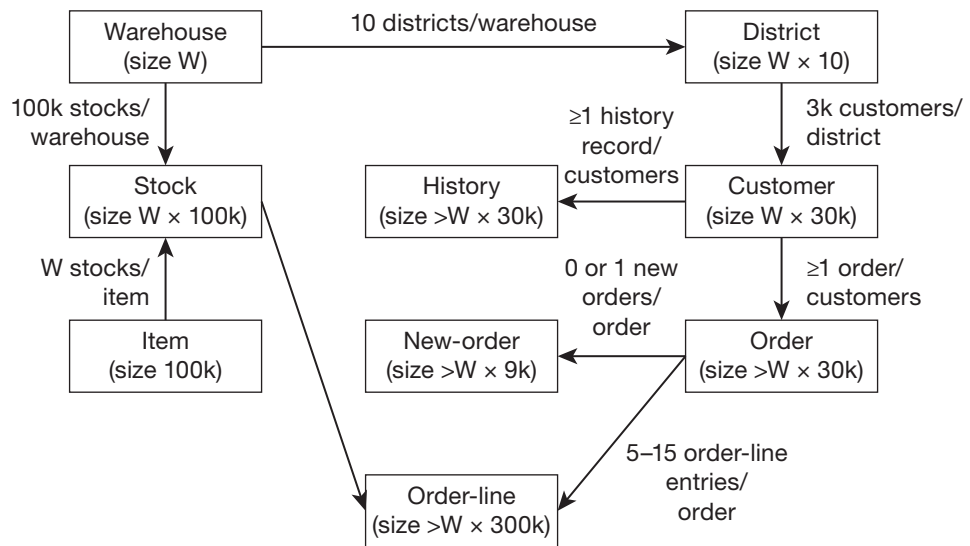 10 districts/warehouse
Warehouse
(size W)
District
(size W × 10)
100k stocks/
warehouse
≥1 history
record/
customers
3k customers/
district
Stock
(size W × 100k)
History
(size >W × 30k)
Customer
(size W × 30k)
W stocks/
item
0 or 1 new
orders/
order
≥1 order/
customers
Item
(size 100k)
New-order
(size >W × 9k)
Order
(size >W × 30k)
5–15 order-line
entries/
order
Order-line
(size >W × 300k)